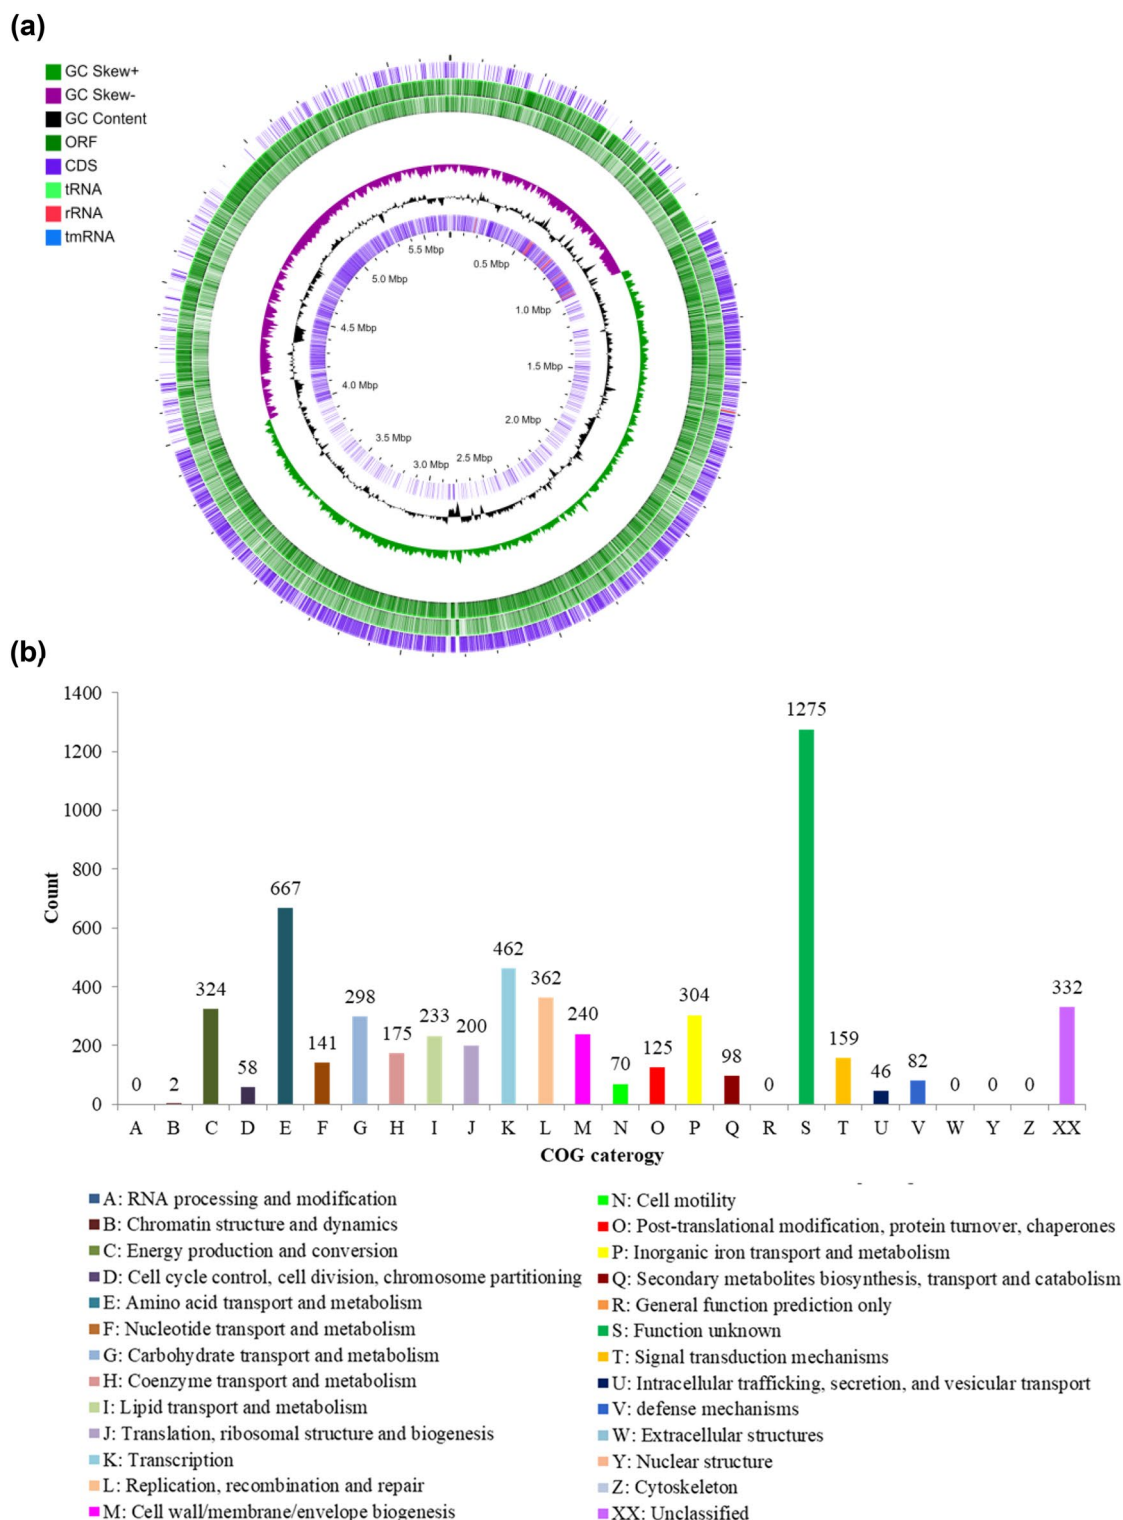 (a)
GC Skew+
GC Skew-
GC Content
ORF
CDS
tRNA
rRNA
tmRNA
0.5 Mbp
1.0 Mbp
1.5 Mbp
2.0 Mbp
2.5 Mbp
3.0 Mbp
3.5 Mbp
4.0 Mbp
4.5 Mbp
5.0 Mbp
5.5 Mbp
(b)
1400
1200
1000
800
600
400
200
0
Count
0 2 324 58 667 141 298 175 233 200 462 362 240 70 125 304 98 0 1275 159 46 82 0 0 0 332
A B C D E F G H I J K L M N O P Q R S T U V W Y Z XX
COG caterogy
A: RNA processing and modification
B: Chromatin structure and dynamics
C: Energy production and conversion
D: Cell cycle control, cell division, chromosome partitioning
E: Amino acid transport and metabolism
F: Nucleotide transport and metabolism
G: Carbohydrate transport and metabolism
H: Coenzyme transport and metabolism
I: Lipid transport and metabolism
J: Translation, ribosomal structure and biogenesis
K: Transcription
L: Replication, recombination and repair
M: Cell wall/membrane/envelope biogenesis
N: Cell motility
O: Post-translational modification, protein turnover, chaperones
P: Inorganic iron transport and metabolism
Q: Secondary metabolites biosynthesis, transport and catabolism
R: General function prediction only
S: Function unknown
T: Signal transduction mechanisms
U: Intracellular trafficking, secretion, and vesicular transport
V: defense mechanisms
W: Extracellular structures
Y: Nuclear structure
Z: Cytoskeleton
XX: Unclassified